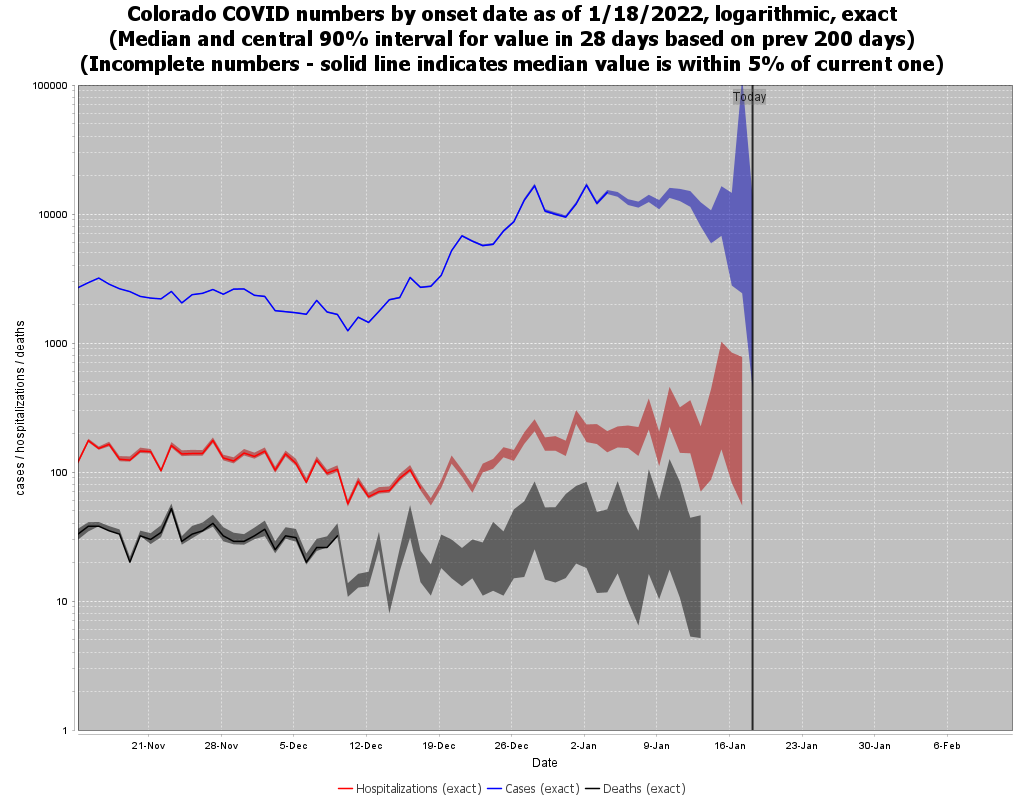 Colorado COVID numbers by onset date as of 1/18/2022, logarithmic, exact
(Median and central 90% interval for value in 28 days based on prev 200 days)
(Incomplete numbers - solid line indicates median value is within 5% of current one)
100000
Today
10000
1000
100
10
1
cases / hospitalizations / deaths
21-Nov 28-Nov 5-Dec 12-Dec 19-Dec 26-Dec 2-Jan 9-Jan 16-Jan 23-Jan 30-Jan 6-Feb
Date
Hospitalizations (exact) Cases (exact) Deaths (exact)